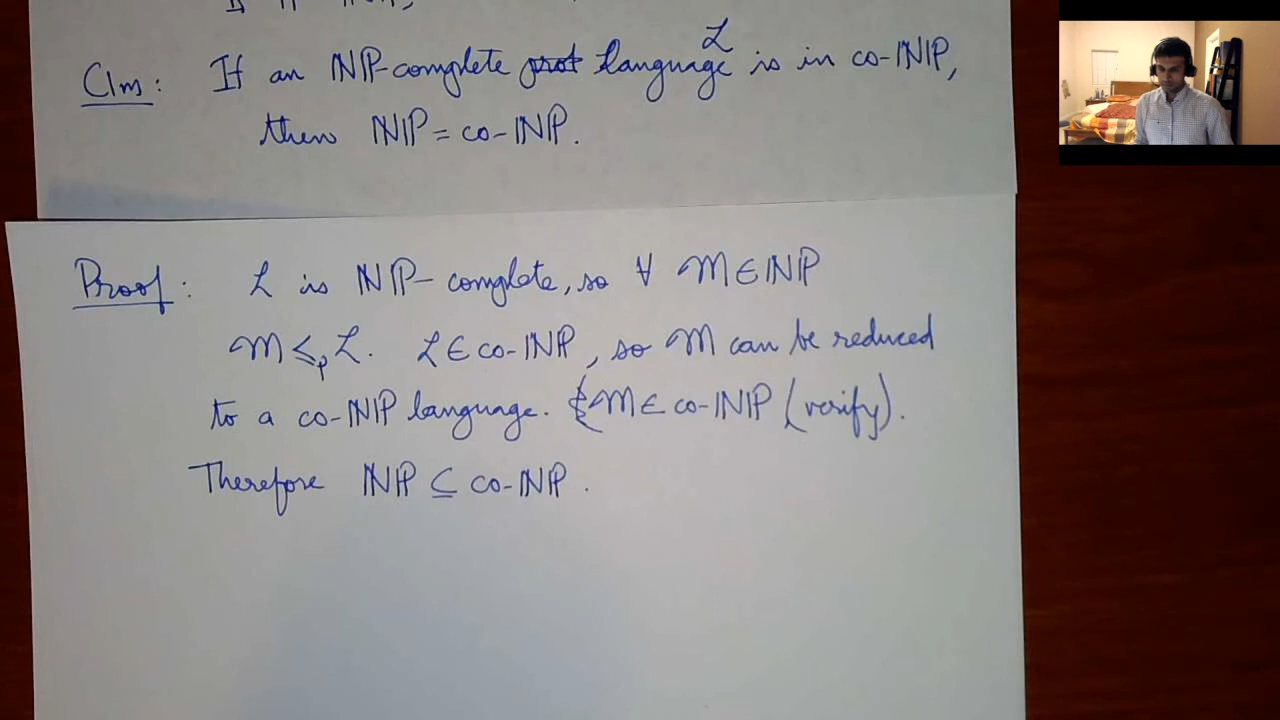 Clm: If an NP-complete language L is in co-NP,
then NP = co-NP.
Proof: L is NP-complete, so ∀ M ∈ NP
M ≤p L. L ∈ co-NP, so M can be reduced
to a co-NP language. & M ∈ co-NP (verify).
Therefore NP ⊆ co-NP.